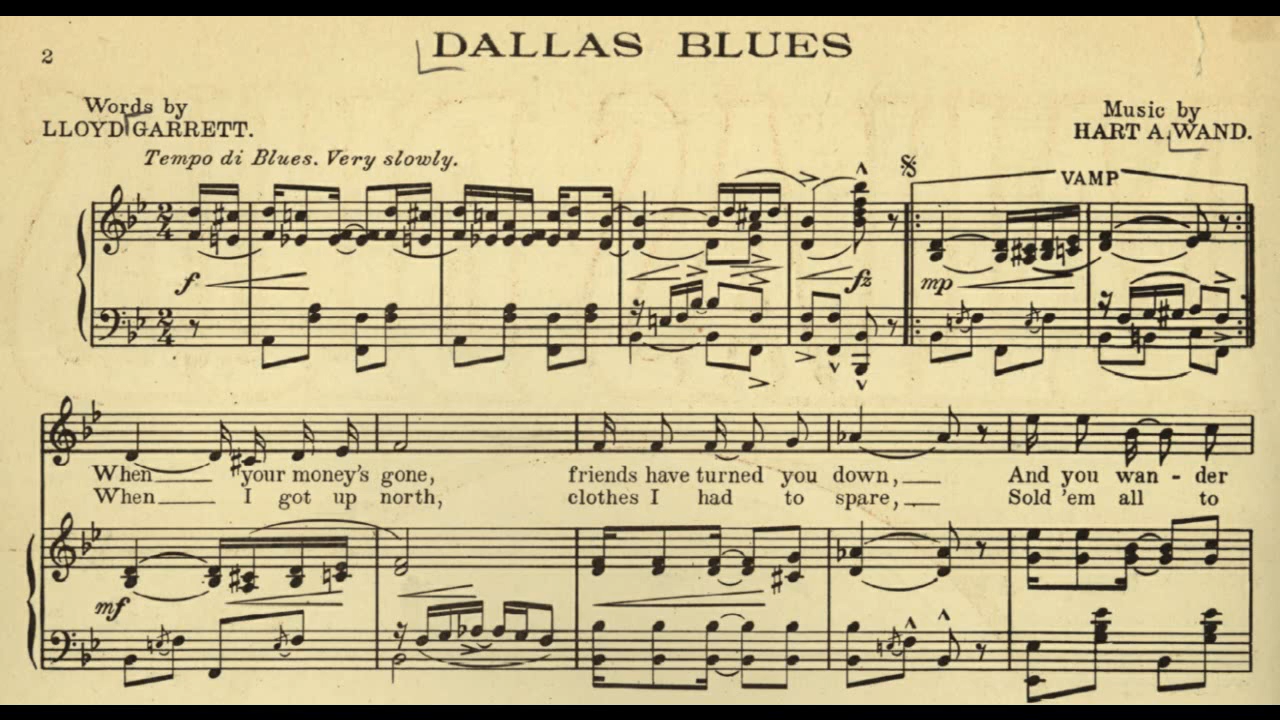 2
DALLAS BLUES
Words by
LLOYD GARRETT.
Music by
HART A. WAND.
Tempo di Blues. Very slowly.
VAMP
f
fz
mp
When your money's gone, friends have turned you down, And you wan - der
When I got up north, clothes I had to spare, Sold 'em all to
mf